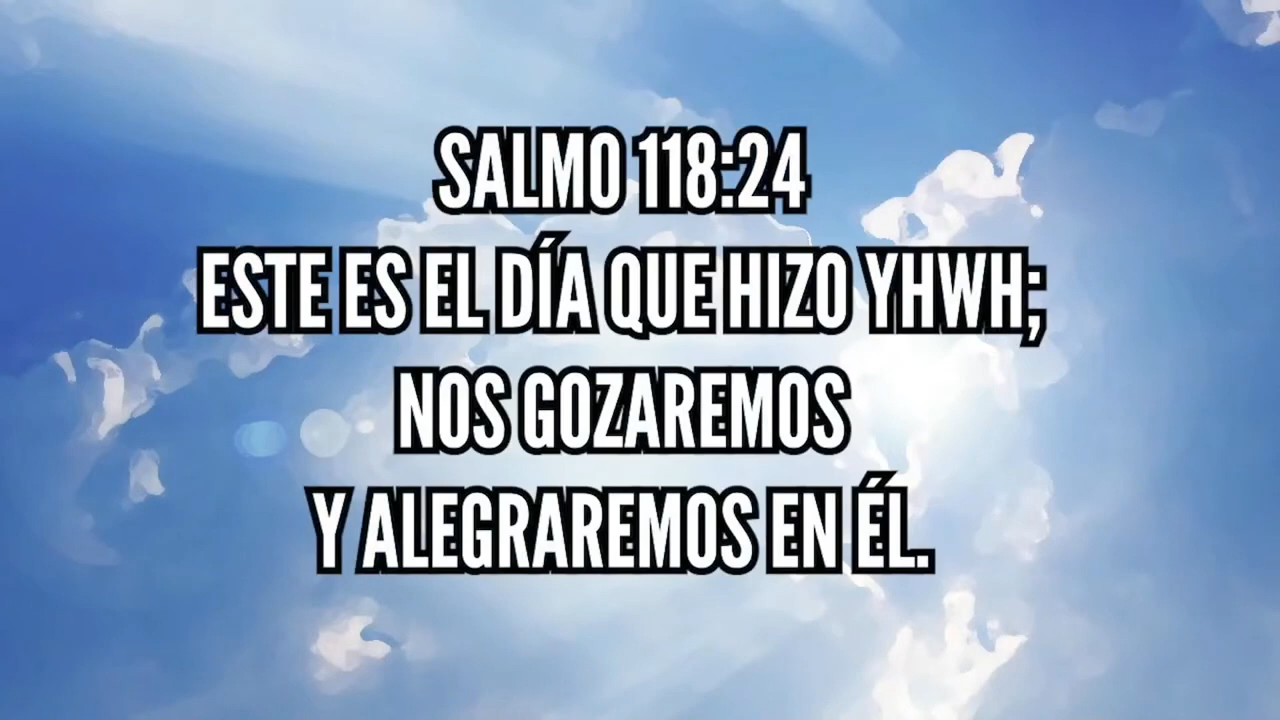 SALMO 118:24
ESTE ES EL DÍA QUE HIZO YHWH;
NOS GOZAREMOS
Y ALEGRAREMOS EN ÉL.